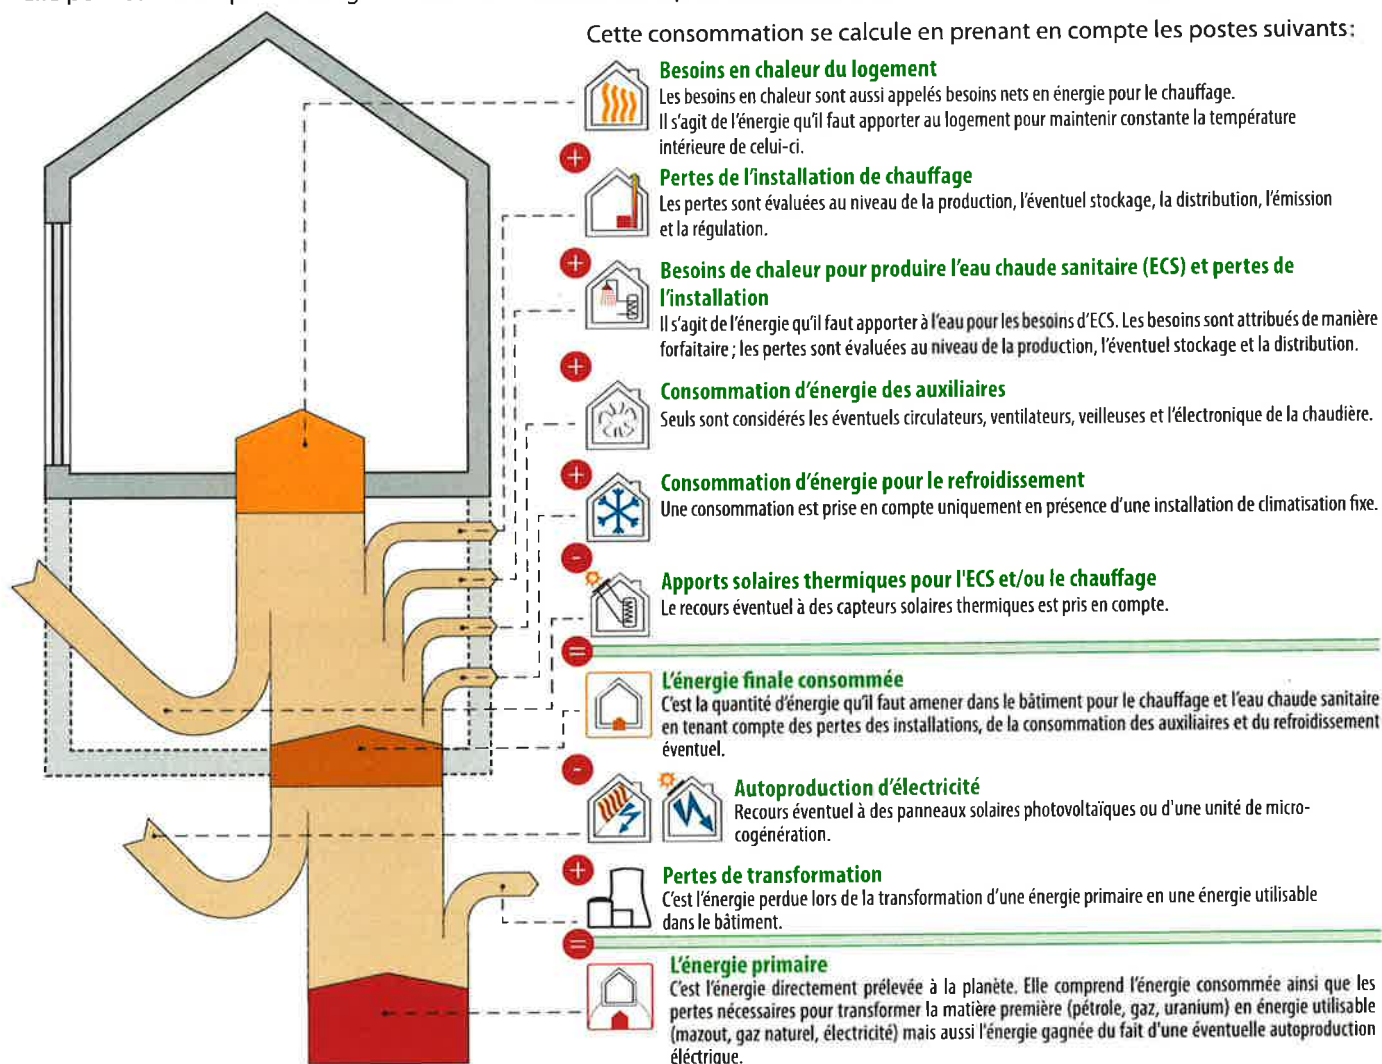 Cette consommation se calcule en prenant en compte les postes suivants:
Besoins en chaleur du logement
Les besoins en chaleur sont aussi appelés besoins nets en énergie pour le chauffage.
Il s'agit de l'énergie qu'il faut apporter au logement pour maintenir constante la température
intérieure de celui-ci.
+
Pertes de l'installation de chauffage
Les pertes sont évaluées au niveau de la production, l'éventuel stockage, la distribution, l'émission
et la régulation.
+
Besoins de chaleur pour produire l'eau chaude sanitaire (ECS) et pertes de
l'installation
Il s'agit de l'énergie qu'il faut apporter à l'eau pour les besoins d'ECS. Les besoins sont attribués de manière
forfaitaire ; les pertes sont évaluées au niveau de la production, l'éventuel stockage et la distribution.
+
Consommation d'énergie des auxiliaires
Seuls sont considérés les éventuels circulateurs, ventilateurs, veilleuses et l'électronique de la chaudière.
+
Consommation d'énergie pour le refroidissement
Une consommation est prise en compte uniquement en présence d'une installation de climatisation fixe.
-
Apports solaires thermiques pour l'ECS et/ou le chauffage
Le recours éventuel à des capteurs solaires thermiques est pris en compte.
=
L'énergie finale consommée
C'est la quantité d'énergie qu'il faut amener dans le bâtiment pour le chauffage et l'eau chaude sanitaire
en tenant compte des pertes des installations, de la consommation des auxiliaires et du refroidissement
éventuel.
-
Autoproduction d'électricité
Recours éventuel à des panneaux solaires photovoltaïques ou d'une unité de micro-
cogénération.
+
Pertes de transformation
C'est l'énergie perdue lors de la transformation d'une énergie primaire en une énergie utilisable
dans le bâtiment.
=
L'énergie primaire
C'est l'énergie directement prélevée à la planète. Elle comprend l'énergie consommée ainsi que les
pertes nécessaires pour transformer la matière première (pétrole, gaz, uranium) en énergie utilisable
(mazout, gaz naturel, électricité) mais aussi l'énergie gagnée du fait d'une éventuelle autoproduction
éléctrique.